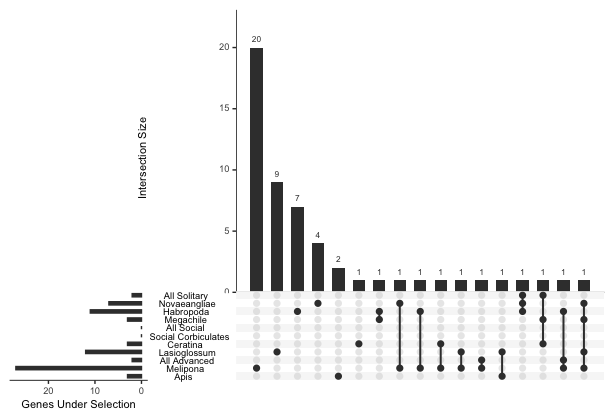 20
20
9
15
7
10
4
5
2
1 1 1 1 1 1 1 1 1 1 1 1
0
Intersection Size
All Solitary
Novaeangliae
Habropoda
Megachile
All Social
Social Corbiculates
Ceratina
Lasioglossum
All Advanced
Melipona
Apis
20 10 0
Genes Under Selection